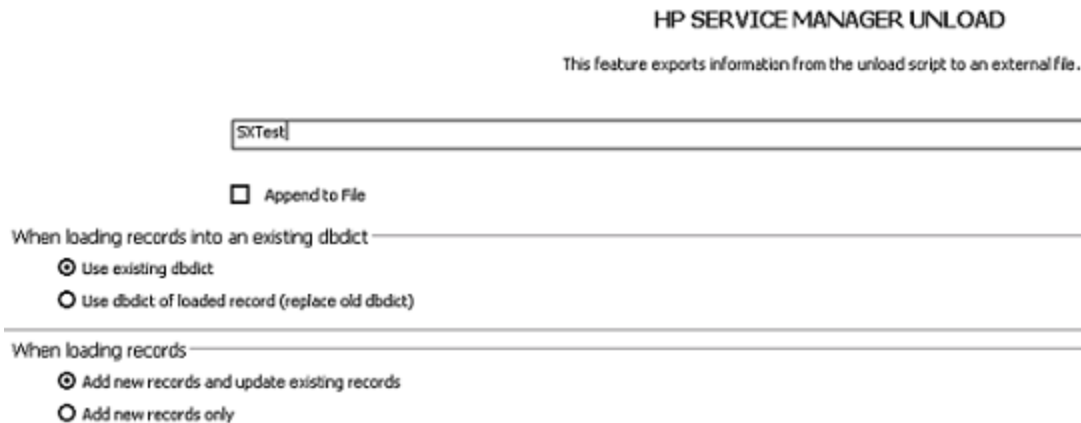 HP SERVICE MANAGER UNLOAD
This feature exports information from the unload script to an external file.
SXTest
Append to File
When loading records into an existing dbdict
Use existing dbdict
Use dbdict of loaded record (replace old dbdict)
When loading records
Add new records and update existing records
Add new records only